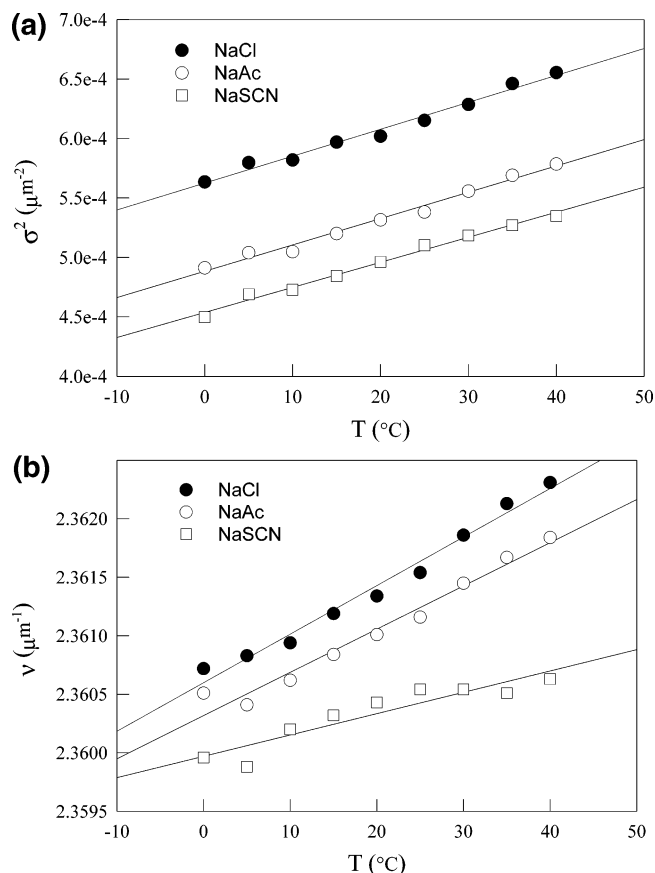 (a)
7.0e-4
6.5e-4
6.0e-4
5.5e-4
5.0e-4
4.5e-4
4.0e-4
σ² (μm⁻²)
NaCl
NaAc
NaSCN
-10 0 10 20 30 40 50
T (°C)
(b)
2.3620
2.3615
2.3610
2.3605
2.3600
2.3595
ν (μm⁻¹)
NaCl
NaAc
NaSCN
-10 0 10 20 30 40 50
T (°C)